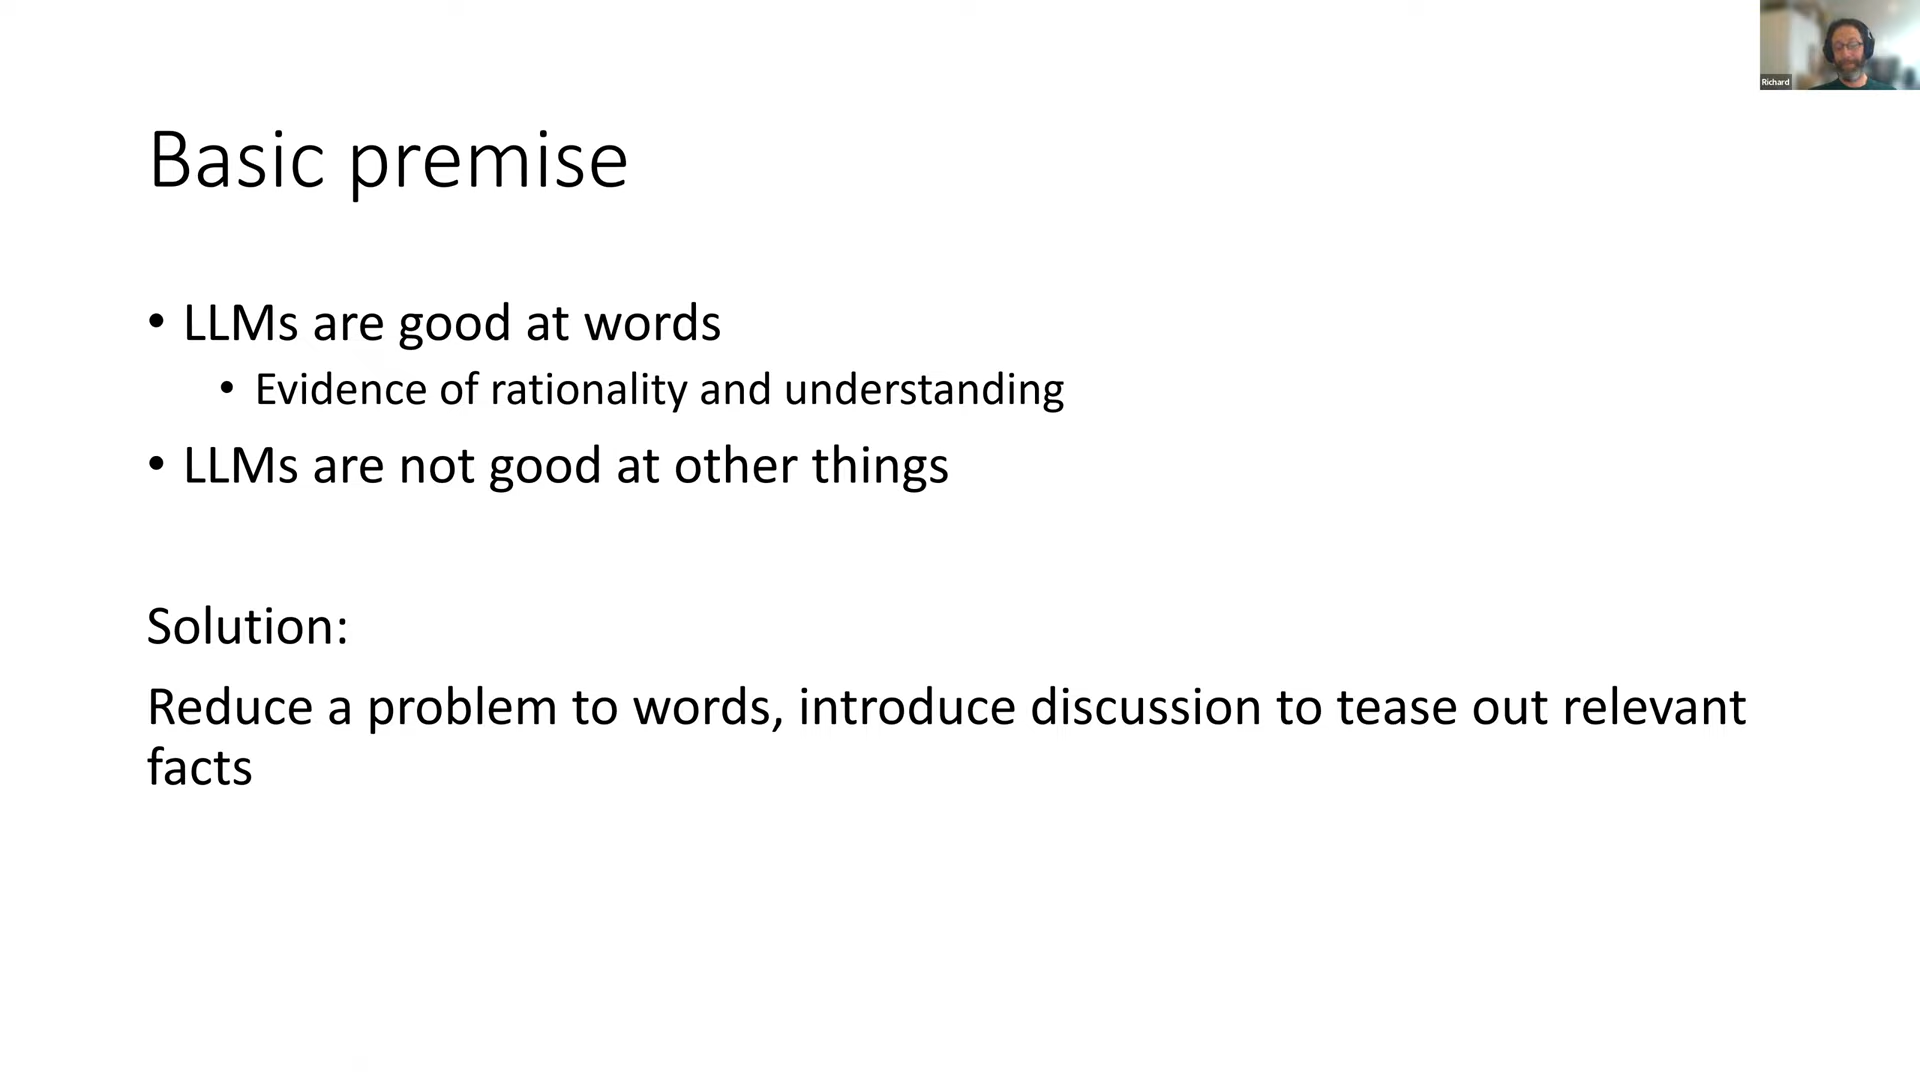 Richard
Basic premise
• LLMs are good at words
• Evidence of rationality and understanding
• LLMs are not good at other things
Solution:
Reduce a problem to words, introduce discussion to tease out relevant
facts